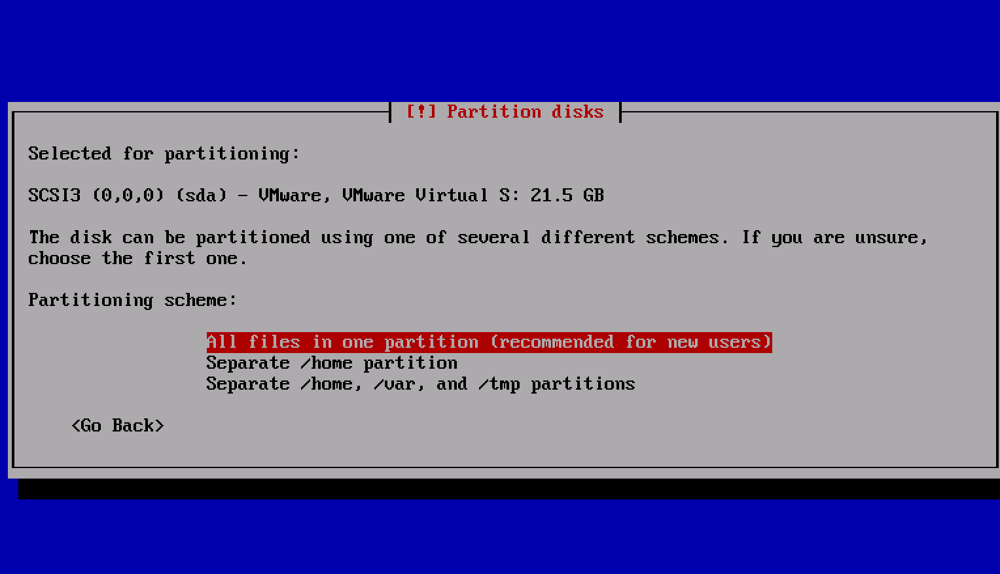 [!] Partition disks
Selected for partitioning:
SCSI3 (0,0,0) (sda) - VMware, VMware Virtual S: 21.5 GB
The disk can be partitioned using one of several different schemes. If you are unsure,
choose the first one.
Partitioning scheme:
All files in one partition (recommended for new users)
Separate /home partition
Separate /home, /var, and /tmp partitions
<Go Back>